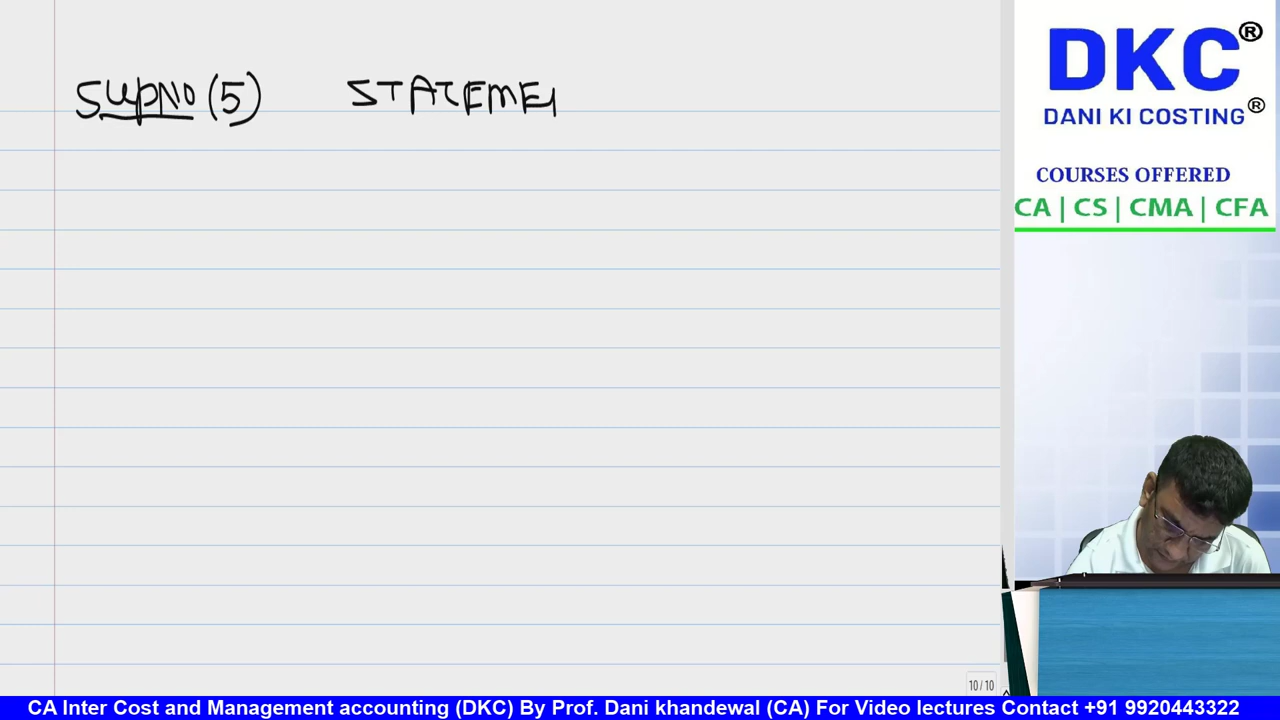 SUPNO (5) STATEME
DKC®
DANI KI COSTING®
COURSES OFFERED
CA | CS | CMA | CFA
10 / 10
CA Inter Cost and Management accounting (DKC) By Prof. Dani khandewal (CA) For Video lectures Contact +91 9920443322